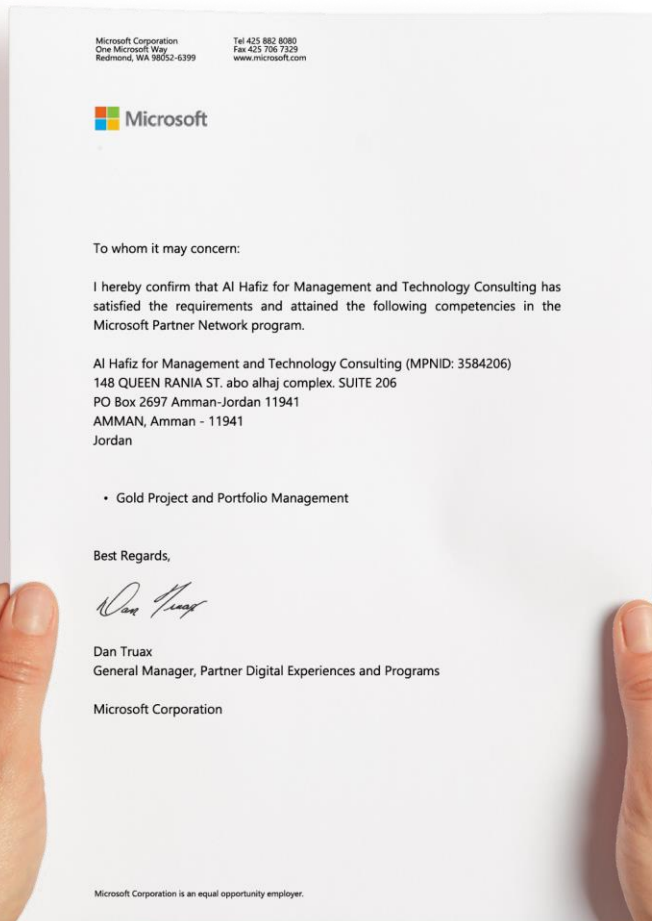 Microsoft Corporation
One Microsoft Way
Redmond, WA 98052-6399
Tel 425 882 8080
Fax 425 706 7329
www.microsoft.com
Microsoft
To whom it may concern:
I hereby confirm that Al Hafiz for Management and Technology Consulting has
satisfied the requirements and attained the following competencies in the
Microsoft Partner Network program.
Al Hafiz for Management and Technology Consulting (MPNID: 3584206)
148 QUEEN RANIA ST. abo alhaj complex. SUITE 206
PO Box 2697 Amman-Jordan 11941
AMMAN, Amman - 11941
Jordan
• Gold Project and Portfolio Management
Best Regards,
Dan Truax
Dan Truax
General Manager, Partner Digital Experiences and Programs
Microsoft Corporation
Microsoft Corporation is an equal opportunity employer.